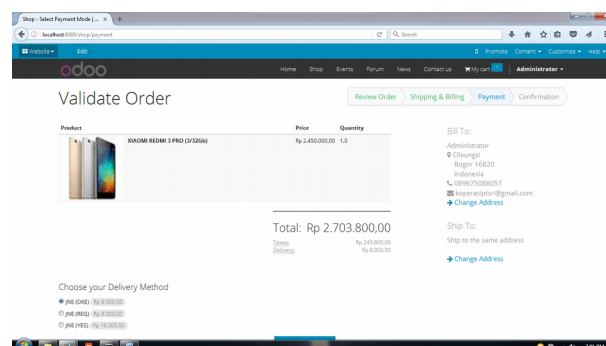 Shop - Select Payment Mode | ...
localhost:8069/shop/payment
Search
Website
Edit
Promote Content Customize Help
odoo
Home Shop Events Forum News Contact us My cart Administrator
Validate Order
Review Order Shipping & Billing Payment Confirmation
Product Price Quantity
XIAOMI REDMI 3 PRO (3/32Gb) Rp 2.450.000,00 1.0
Bill To:
Administrator
Cileungsi
Bogor 16820
Indonesia
089675088057
koperasiptsri@gmail.com
Change Address
Total: Rp 2.703.800,00
Taxes: Rp 245.800,00
Delivery: Rp 8.000,00
Ship To:
Ship to the same address
Change Address
Choose your Delivery Method
JNE (OKE) Rp 8.000,00
JNE (REG) Rp 9.000,00
JNE (YES) Rp 18.000,00